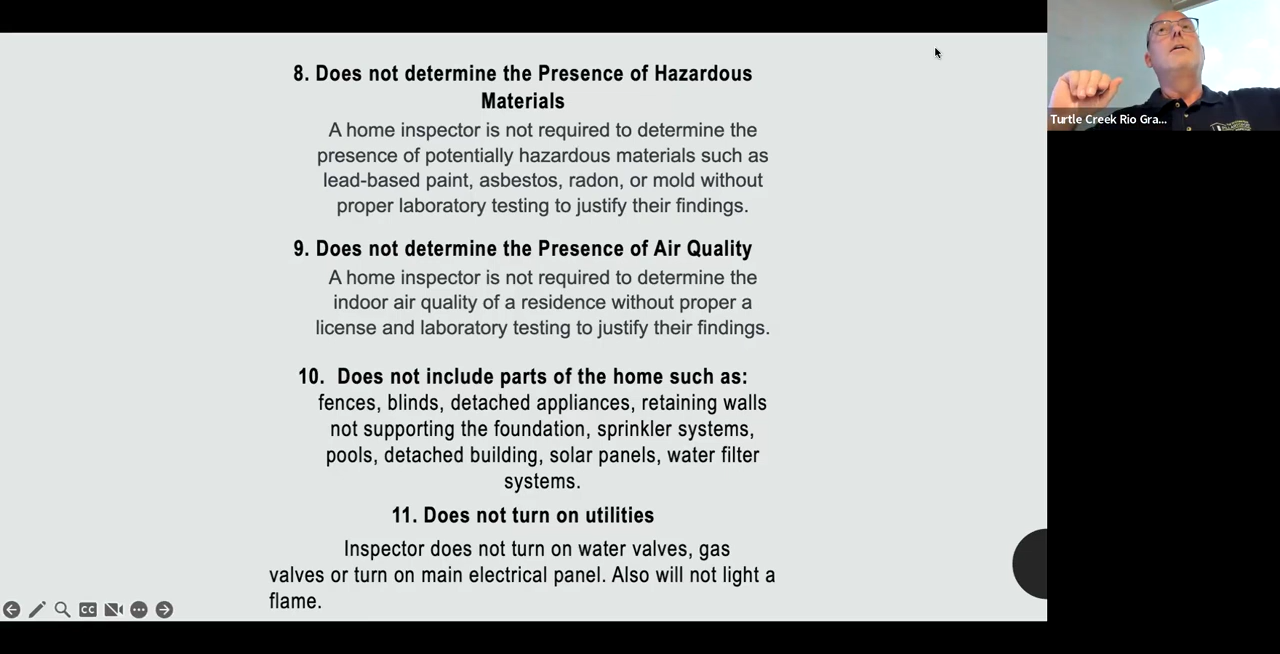 8. Does not determine the Presence of Hazardous
Materials
A home inspector is not required to determine the
presence of potentially hazardous materials such as
lead-based paint, asbestos, radon, or mold without
proper laboratory testing to justify their findings.
9. Does not determine the Presence of Air Quality
A home inspector is not required to determine the
indoor air quality of a residence without proper a
license and laboratory testing to justify their findings.
10. Does not include parts of the home such as:
fences, blinds, detached appliances, retaining walls
not supporting the foundation, sprinkler systems,
pools, detached building, solar panels, water filter
systems.
11. Does not turn on utilities
Inspector does not turn on water valves, gas
valves or turn on main electrical panel. Also will not light a
flame.
CC
Turtle Creek Rio Gra...